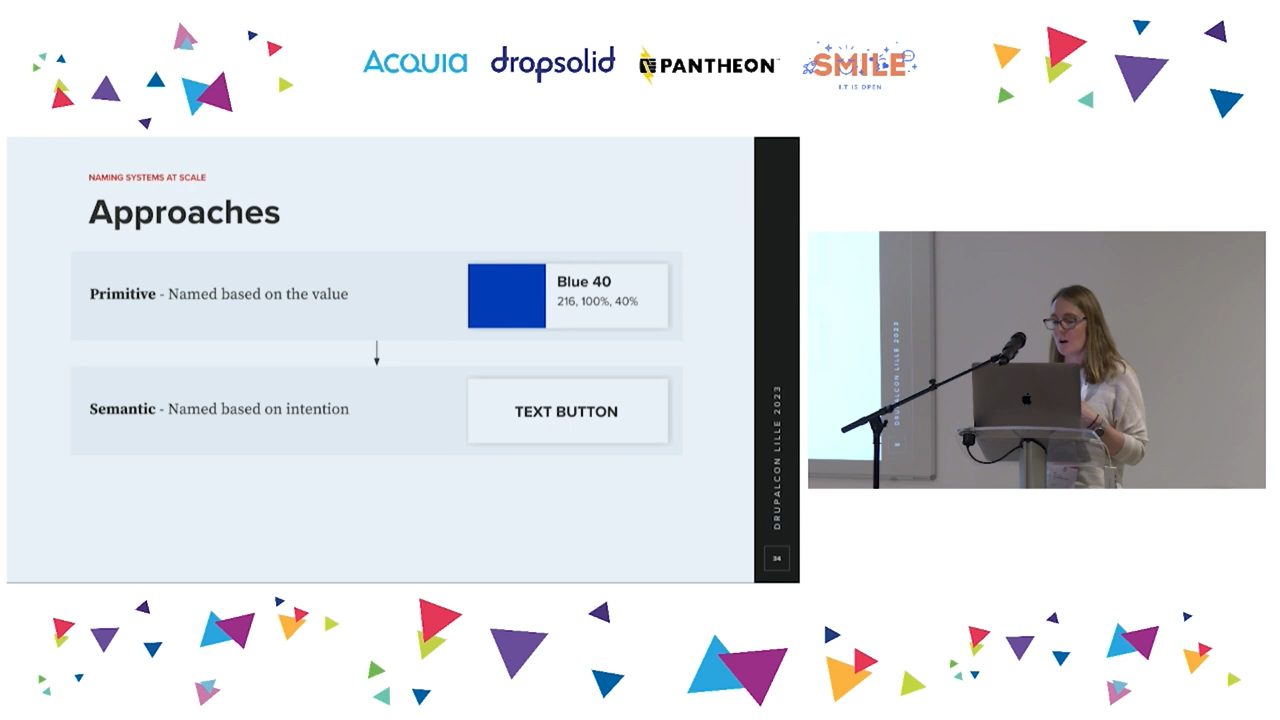 ACQUIA
dropsolid
PANTHEON
SMILE
I.T IS OPEN
NAMING SYSTEMS AT SCALE
Approaches
Primitive - Named based on the value
Blue 40
216, 100%, 40%
Semantic - Named based on intention
TEXT BUTTON
DRUPALCON LILLE 2023
34
DRUPALCON LILLE 2023